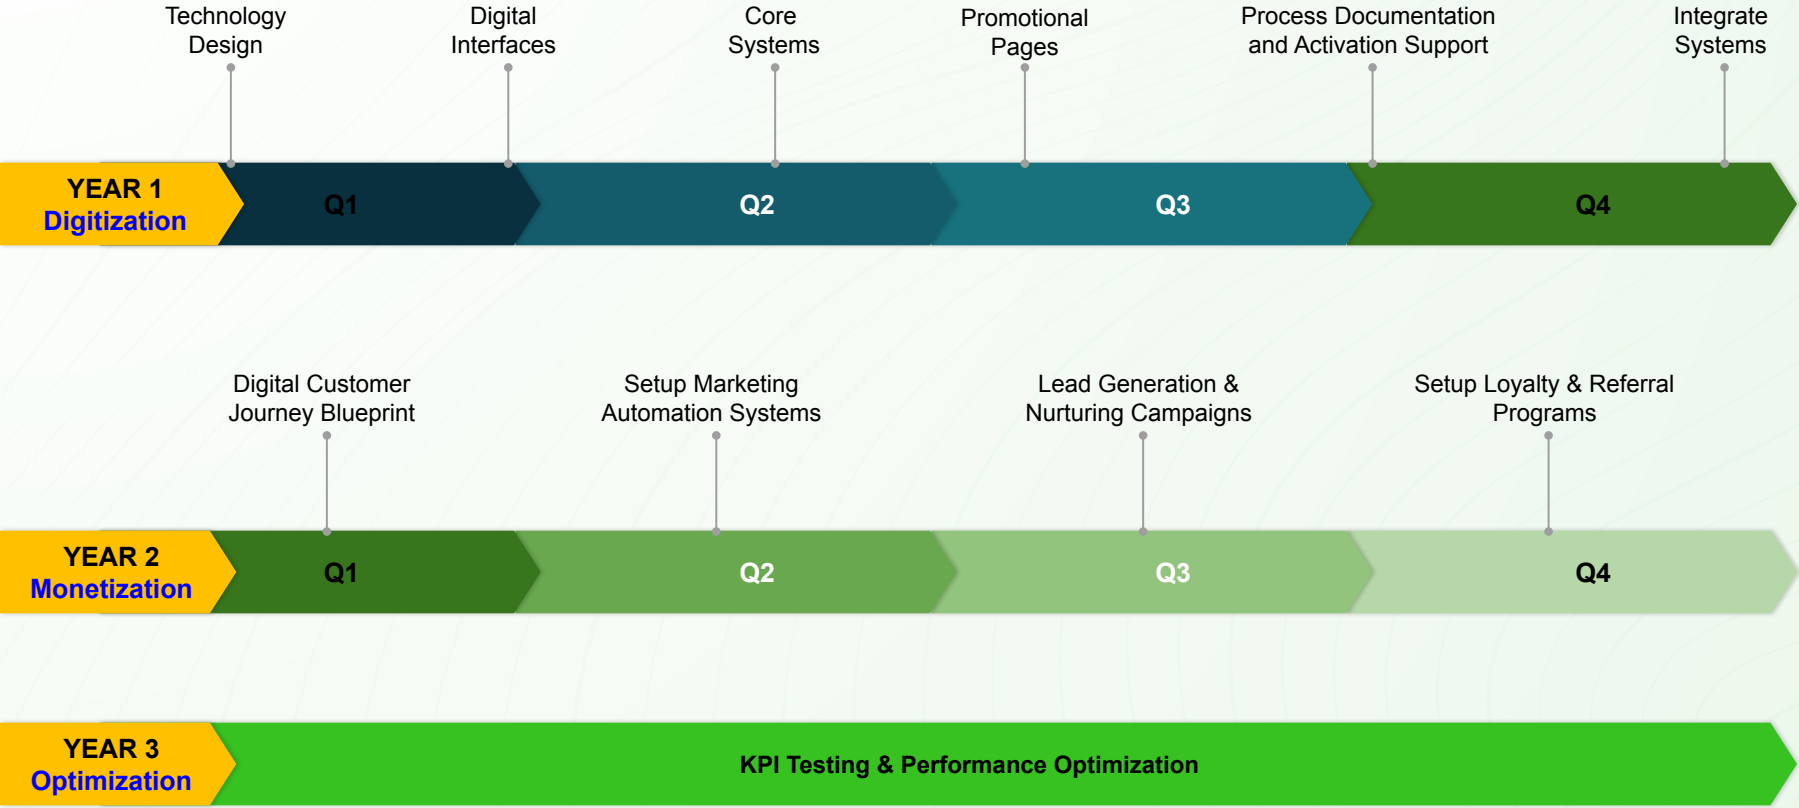 Technology
Design
Digital
Interfaces
Core
Systems
Promotional
Pages
Process Documentation
and Activation Support
Integrate
Systems
YEAR 1
Digitization
Q1
Q2
Q3
Q4
Digital Customer
Journey Blueprint
Setup Marketing
Automation Systems
Lead Generation &
Nurturing Campaigns
Setup Loyalty & Referral
Programs
YEAR 2
Monetization
Q1
Q2
Q3
Q4
YEAR 3
Optimization
KPI Testing & Performance Optimization